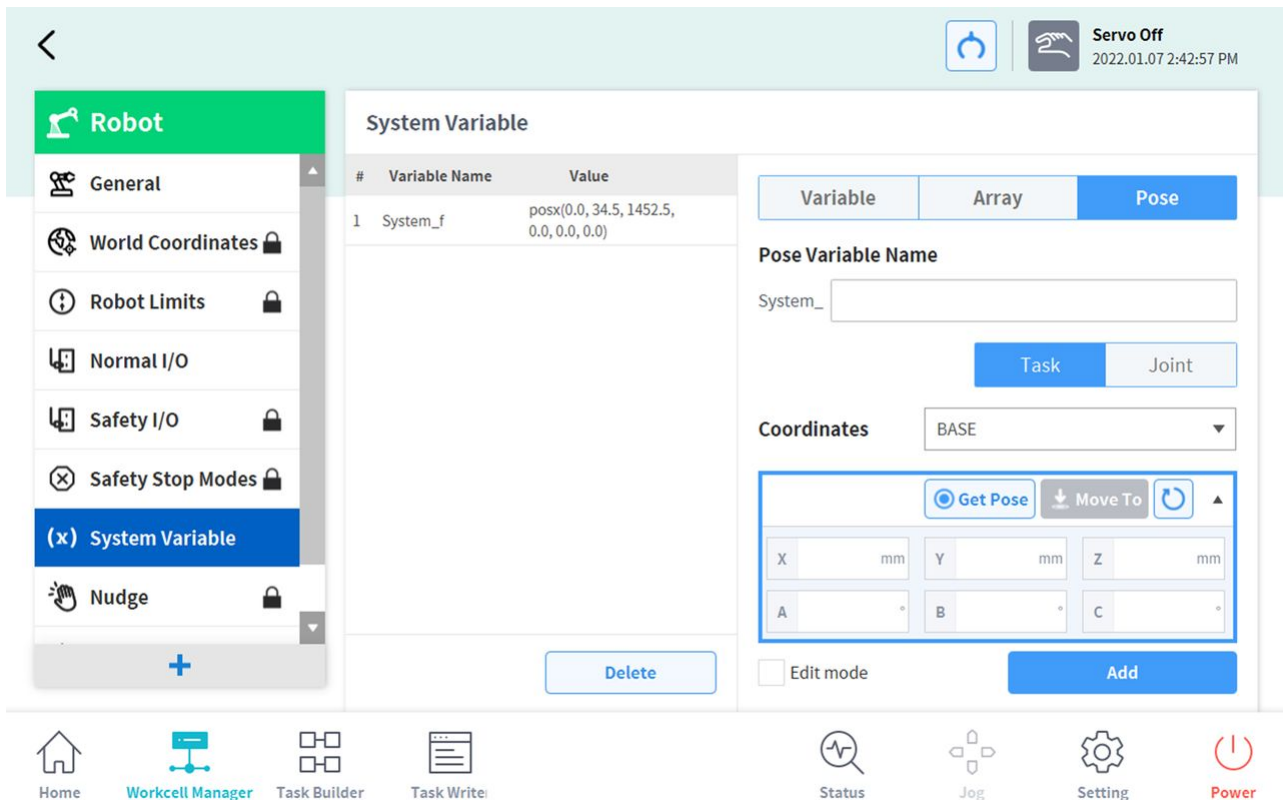 Servo Off
2022.01.07 2:42:57 PM
Robot
General
World Coordinates
Robot Limits
Normal I/O
Safety I/O
Safety Stop Modes
(x) System Variable
Nudge
+
System Variable
# Variable Name Value
1 System_f posx(0.0, 34.5, 1452.5,
0.0, 0.0, 0.0)
Delete
Variable Array Pose
Pose Variable Name
System_
Task Joint
Coordinates BASE
Get Pose Move To
X mm Y mm Z mm
A ° B ° C °
Edit mode Add
Home Workcell Manager Task Builder Task Write Status Jog Setting Power